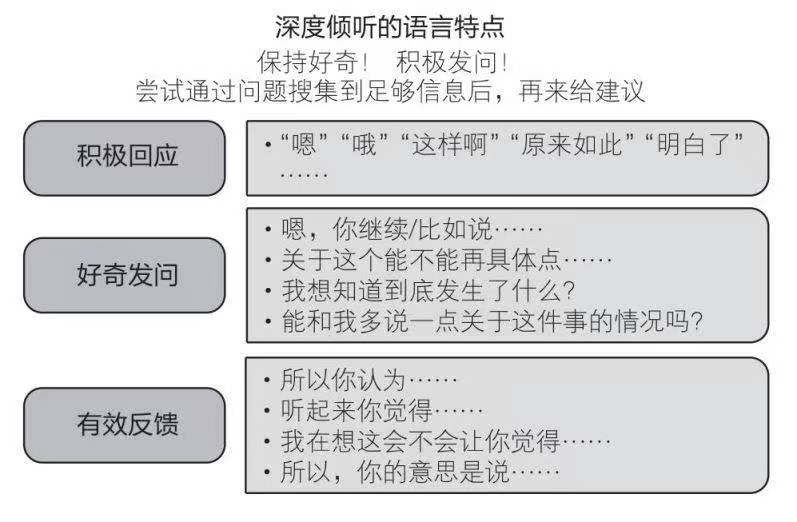 深度倾听的语言特点
保持好奇！ 积极发问！
尝试通过问题搜集到足够信息后，再来给建议
积极回应
·“嗯”“哦”“这样啊”“原来如此”“明白了”
……
好奇发问
·嗯，你继续/比如说……
·关于这个能不能再具体点……
·我想知道到底发生了什么？
·能和我多说一点关于这件事的情况吗？
有效反馈
·所以你认为……
·听起来你觉得……
·我在想这会不会让你觉得……
·所以，你的意思是说……